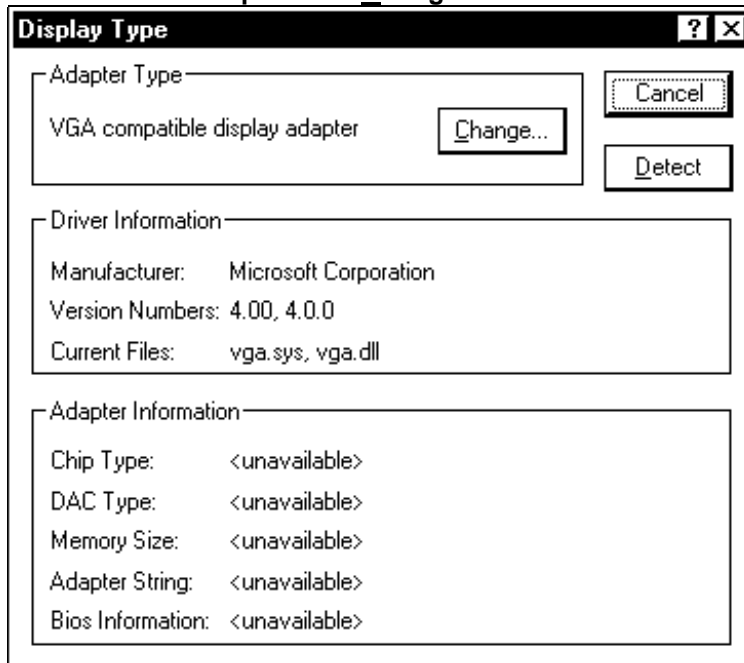 Display Type
Adapter Type
VGA compatible display adapter
Change...
Cancel
Detect
Driver Information
Manufacturer: Microsoft Corporation
Version Numbers: 4.00, 4.0.0
Current Files: vga.sys, vga.dll
Adapter Information
Chip Type: <unavailable>
DAC Type: <unavailable>
Memory Size: <unavailable>
Adapter String: <unavailable>
Bios Information: <unavailable>